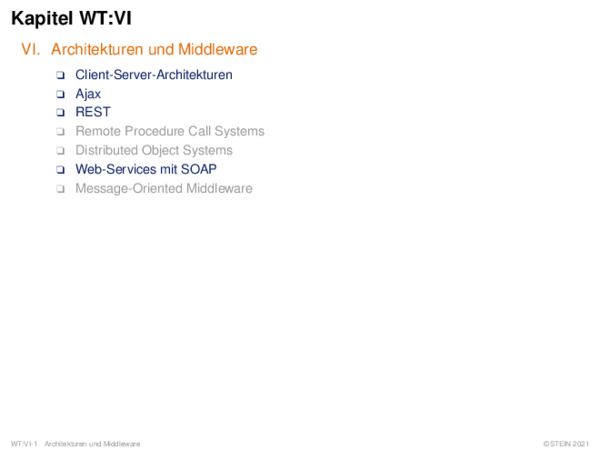 Kapitel WT:VI
VI. Architekturen und Middleware
❑ Client-Server-Architekturen
❑ Ajax
❑ REST
❑ Remote Procedure Call Systems
❑ Distributed Object Systems
❑ Web-Services mit SOAP
❑ Message-Oriented Middleware
WT:VI-1 Architekturen und Middleware ©STEIN 2021